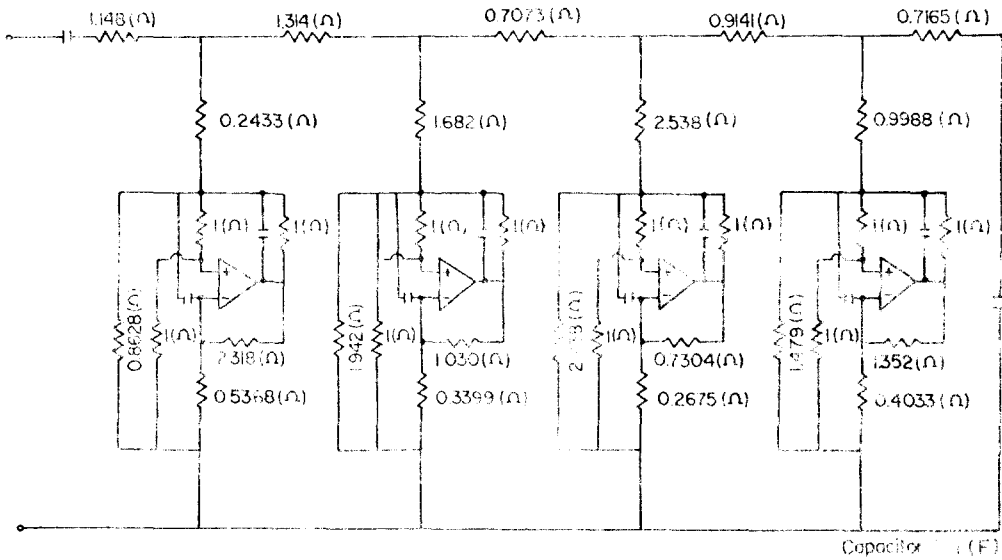 1.148(Ω) 1.314(Ω) 0.7073(Ω) 0.9141(Ω) 0.7165(Ω)
0.2433(Ω) 1.682(Ω) 2.538(Ω) 0.9988(Ω)
1(Ω) 1(Ω) 1(Ω) 1(Ω) 1(Ω) 1(Ω) 1(Ω) 1(Ω)
+ + + +
− − − −
0.8628(Ω) 1(Ω) 1.942(Ω) 1(Ω) 1(Ω) 1(Ω)
2.318(Ω) 1.030(Ω) 0.7304(Ω) 1.352(Ω)
0.5368(Ω) 0.3399(Ω) 0.2675(Ω) 0.4033(Ω)
Capacitor (F)